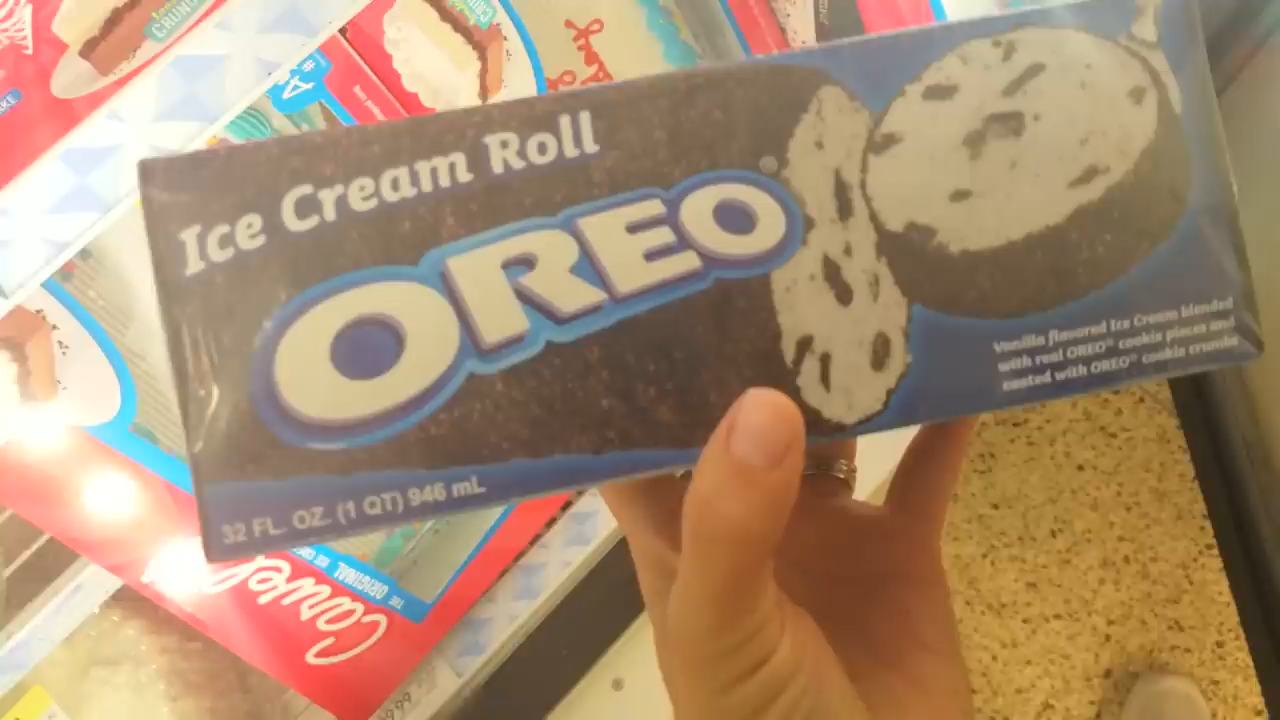 Ice Cream Roll
OREO®
Vanilla flavored Ice Cream blended
with real OREO® cookie pieces and
coated with OREO® cookie crumbs
32 FL. OZ. (1 QT) 946 mL
Carvel
THE ORIGINAL